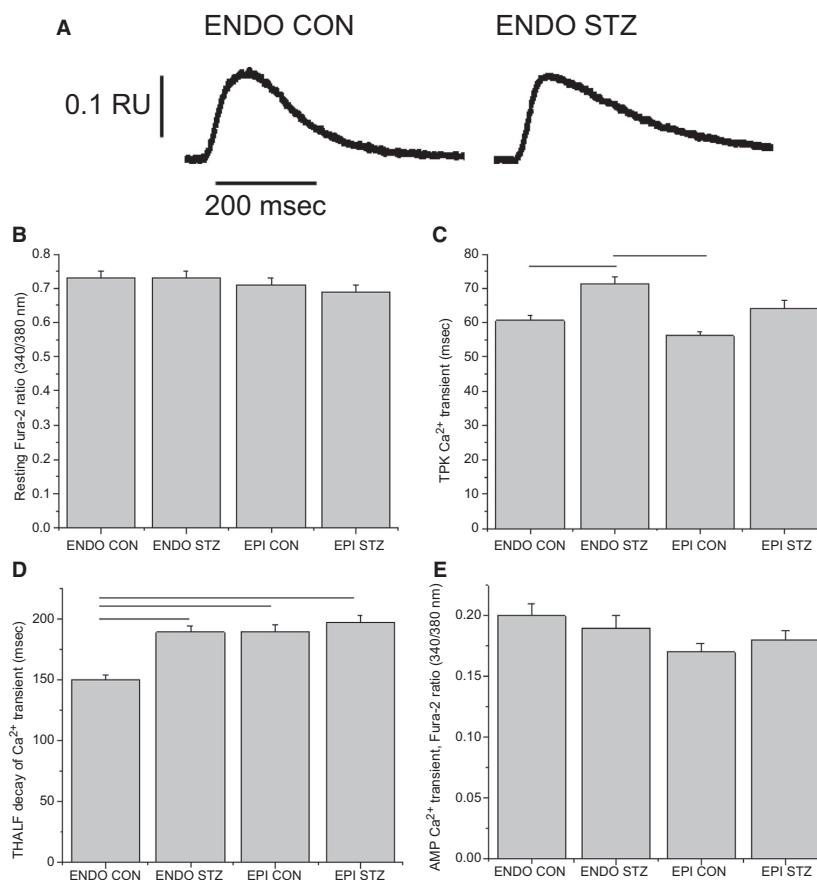 A
ENDO CON
ENDO STZ
0.1 RU
200 msec
B
Resting Fura-2 ratio (340/380 nm)
0.8
0.7
0.6
0.5
0.4
0.3
0.2
0.1
0.0
ENDO CON ENDO STZ EPI CON EPI STZ
C
TPK Ca²⁺ transient (msec)
80
70
60
50
40
30
20
10
0
ENDO CON ENDO STZ EPI CON EPI STZ
D
THALF decay of Ca²⁺ transient (msec)
200
150
100
50
0
ENDO CON ENDO STZ EPI CON EPI STZ
E
AMP Ca²⁺ transient, Fura-2 ratio (340/380 nm)
0.20
0.15
0.10
0.05
0.00
ENDO CON ENDO STZ EPI CON EPI STZ